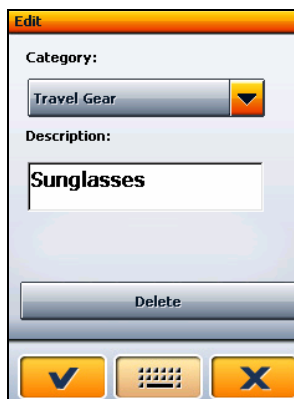 Edit
Category:
Travel Gear
Description:
Sunglasses
Delete